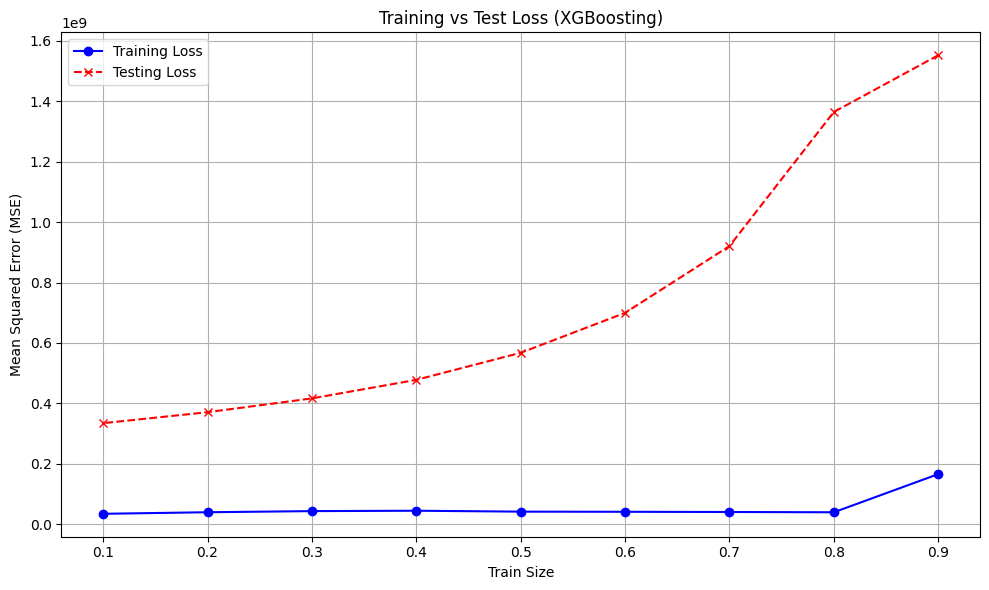 Training vs Test Loss (XGBoosting)
1e9
Training Loss
Testing Loss
Mean Squared Error (MSE)
1.6
1.4
1.2
1.0
0.8
0.6
0.4
0.2
0.0
0.1 0.2 0.3 0.4 0.5 0.6 0.7 0.8 0.9
Train Size